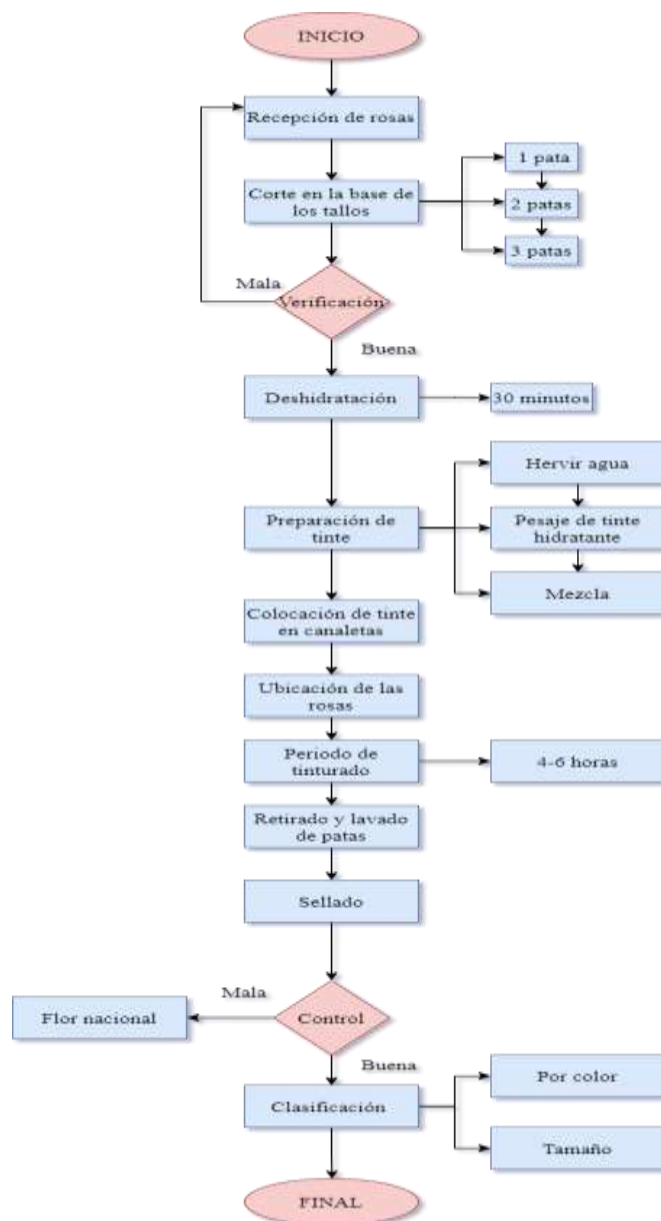 INICIO
Recepción de rosas
Corte en la base de
los tallos
1 pata
2 patas
3 patas
Mala
Verificación
Buena
Deshidratación
30 minutos
Preparación de
tinte
Hervir agua
Pesaje de tinte
hidratante
Mezcla
Colocación de tinte
en canaletas
Ubicación de las
rosas
Periodo de
tinturado
4-6 horas
Retirado y lavado
de patas
Sellado
Mala
Flor nacional
Control
Buena
Clasificación
Por color
Tamaño
FINAL